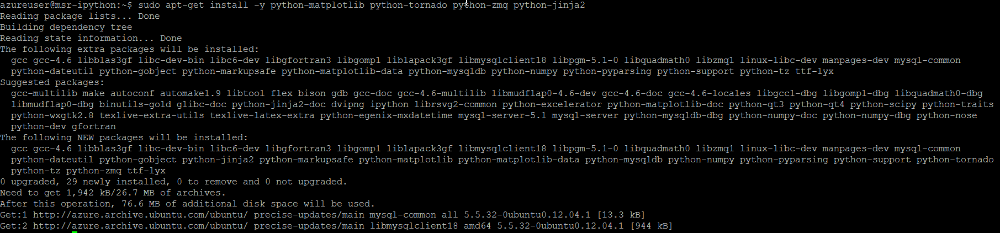 azureuser@msr-ipython:~$ sudo apt-get install -y python-matplotlib python-tornado python-zmq python-jinja2
Reading package lists... Done
Building dependency tree
Reading state information... Done
The following extra packages will be installed:
  gcc gcc-4.6 libblas3gf libc-dev-bin libc6-dev libgfortran3 libgomp1 liblapack3gf libmysqlclient18 libpgm-5.1-0 libquadmath0 libzmq1 linux-libc-dev manpages-dev mysql-common
  python-dateutil python-gobject python-markupsafe python-matplotlib-data python-mysqldb python-numpy python-pyparsing python-support python-tz ttf-lyx
Suggested packages:
  gcc-multilib make autoconf automake1.9 libtool flex bison gdb gcc-doc gcc-4.6-multilib libmudflap0-4.6-dev gcc-4.6-doc gcc-4.6-locales libgcc1-dbg libgomp1-dbg libquadmath0-dbg
  libmudflap0-dbg binutils-gold glibc-doc python-jinja2-doc dvipng ipython librsvg2-common python-excelerator python-matplotlib-doc python-qt3 python-qt4 python-scipy python-traits
  python-wxgtk2.8 texlive-extra-utils texlive-latex-extra python-egenix-mxdatetime mysql-server-5.1 mysql-server python-mysqldb-dbg python-numpy-doc python-numpy-dbg python-nose
  python-dev gfortran
The following NEW packages will be installed:
  gcc gcc-4.6 libblas3gf libc-dev-bin libc6-dev libgfortran3 libgomp1 liblapack3gf libmysqlclient18 libpgm-5.1-0 libquadmath0 libzmq1 linux-libc-dev manpages-dev mysql-common
  python-dateutil python-gobject python-jinja2 python-markupsafe python-matplotlib python-matplotlib-data python-mysqldb python-numpy python-pyparsing python-support python-tornado
  python-tz python-zmq ttf-lyx
0 upgraded, 29 newly installed, 0 to remove and 0 not upgraded.
Need to get 1,942 kB/26.7 MB of archives.
After this operation, 76.6 MB of additional disk space will be used.
Get:1 http://azure.archive.ubuntu.com/ubuntu/ precise-updates/main mysql-common all 5.5.32-0ubuntu0.12.04.1 [13.3 kB]
Get:2 http://azure.archive.ubuntu.com/ubuntu/ precise-updates/main libmysqlclient18 amd64 5.5.32-0ubuntu0.12.04.1 [944 kB]